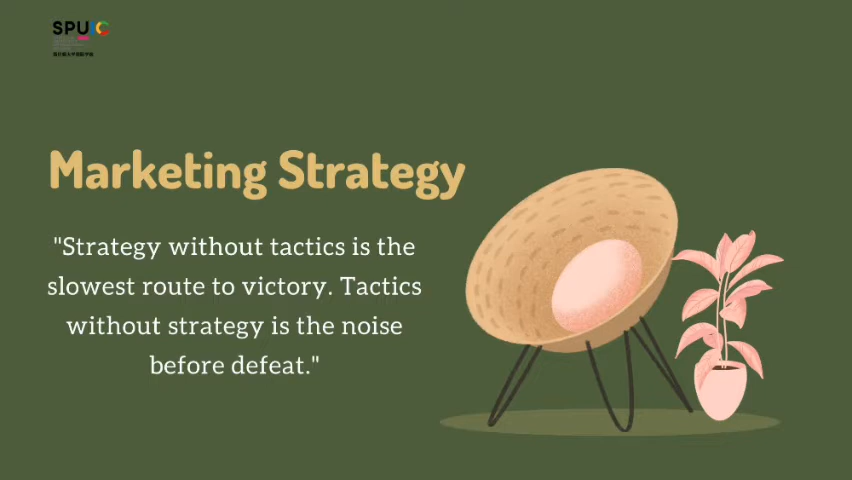 SPUIC
Marketing Strategy
"Strategy without tactics is the
slowest route to victory. Tactics
without strategy is the noise
before defeat."